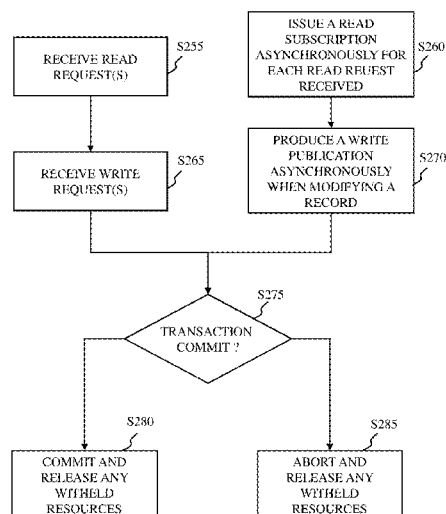 S255
RECEIVE READ
REQUEST(S)
S260
ISSUE A READ
SUBSCRIPTION
ASYNCHRONOUSLY FOR
EACH READ REUEST
RECEIVED
S265
RECEIVE WRITE
REQUEST(S)
S270
PRODUCE A WRITE
PUBLICATION
ASYNCHRONOUSLY
WHEN MODIFYING A
RECORD
S275
TRANSACTION
COMMIT ?
S280
COMMIT AND
RELEASE ANY
WITHELD
RESOURCES
S285
ABORT AND
RELEASE ANY
WITHELD
RESOURCES